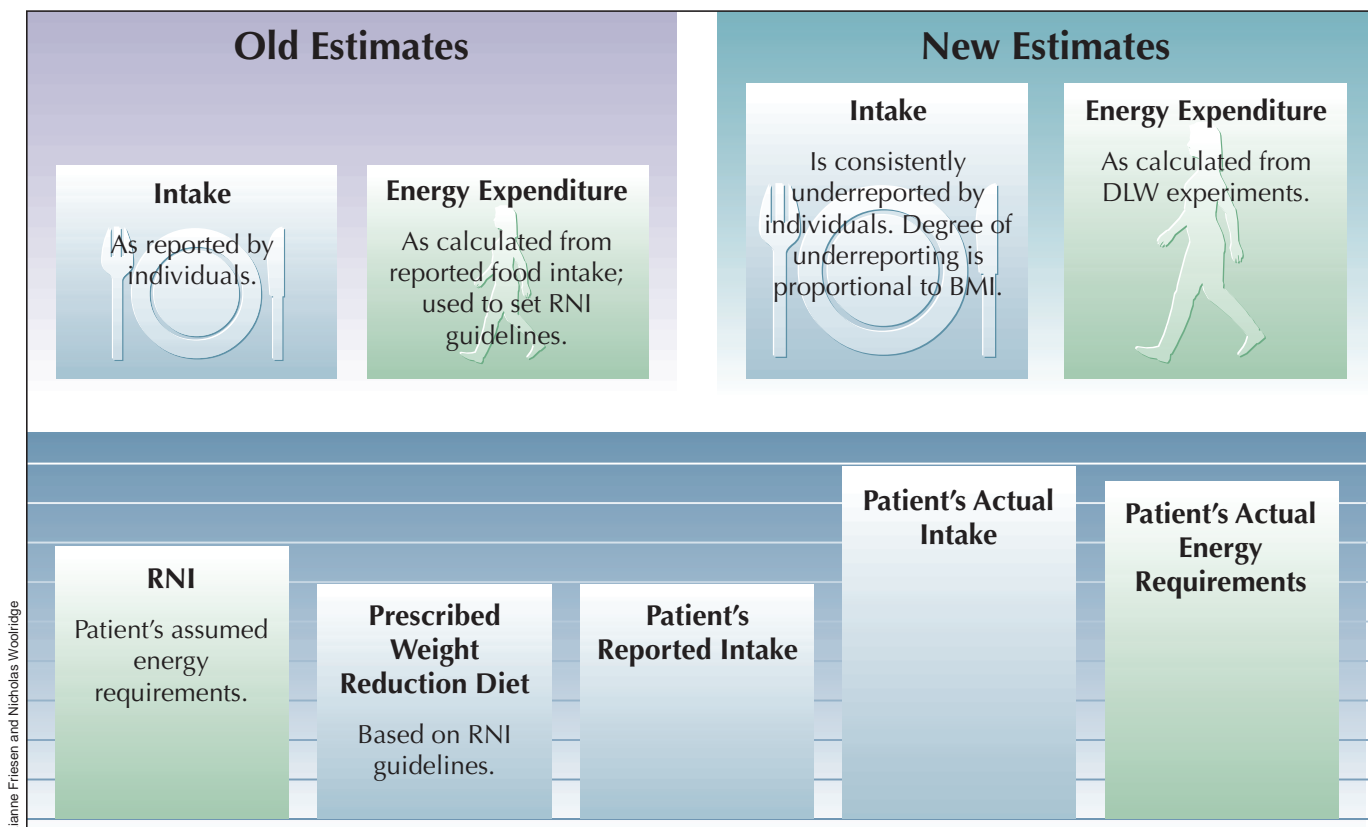 Old Estimates
Intake
As reported by
individuals.
Energy Expenditure
As calculated from
reported food intake;
used to set RNI
guidelines.
New Estimates
Intake
Is consistently
underreported by
individuals. Degree of
underreporting is
proportional to BMI.
Energy Expenditure
As calculated from
DLW experiments.
RNI
Patient’s assumed
energy
requirements.
Prescribed
Weight
Reduction Diet
Based on RNI
guidelines.
Patient’s
Reported Intake
Patient’s Actual
Intake
Patient’s Actual
Energy
Requirements
Friesen and Nicholas Woolridge